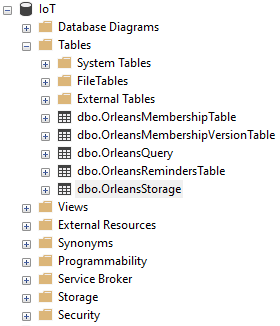 IoT
Database Diagrams
Tables
System Tables
FileTables
External Tables
dbo.OrleansMembershipTable
dbo.OrleansMembershipVersionTable
dbo.OrleansQuery
dbo.OrleansRemindersTable
dbo.OrleansStorage
Views
External Resources
Synonyms
Programmability
Service Broker
Storage
Security